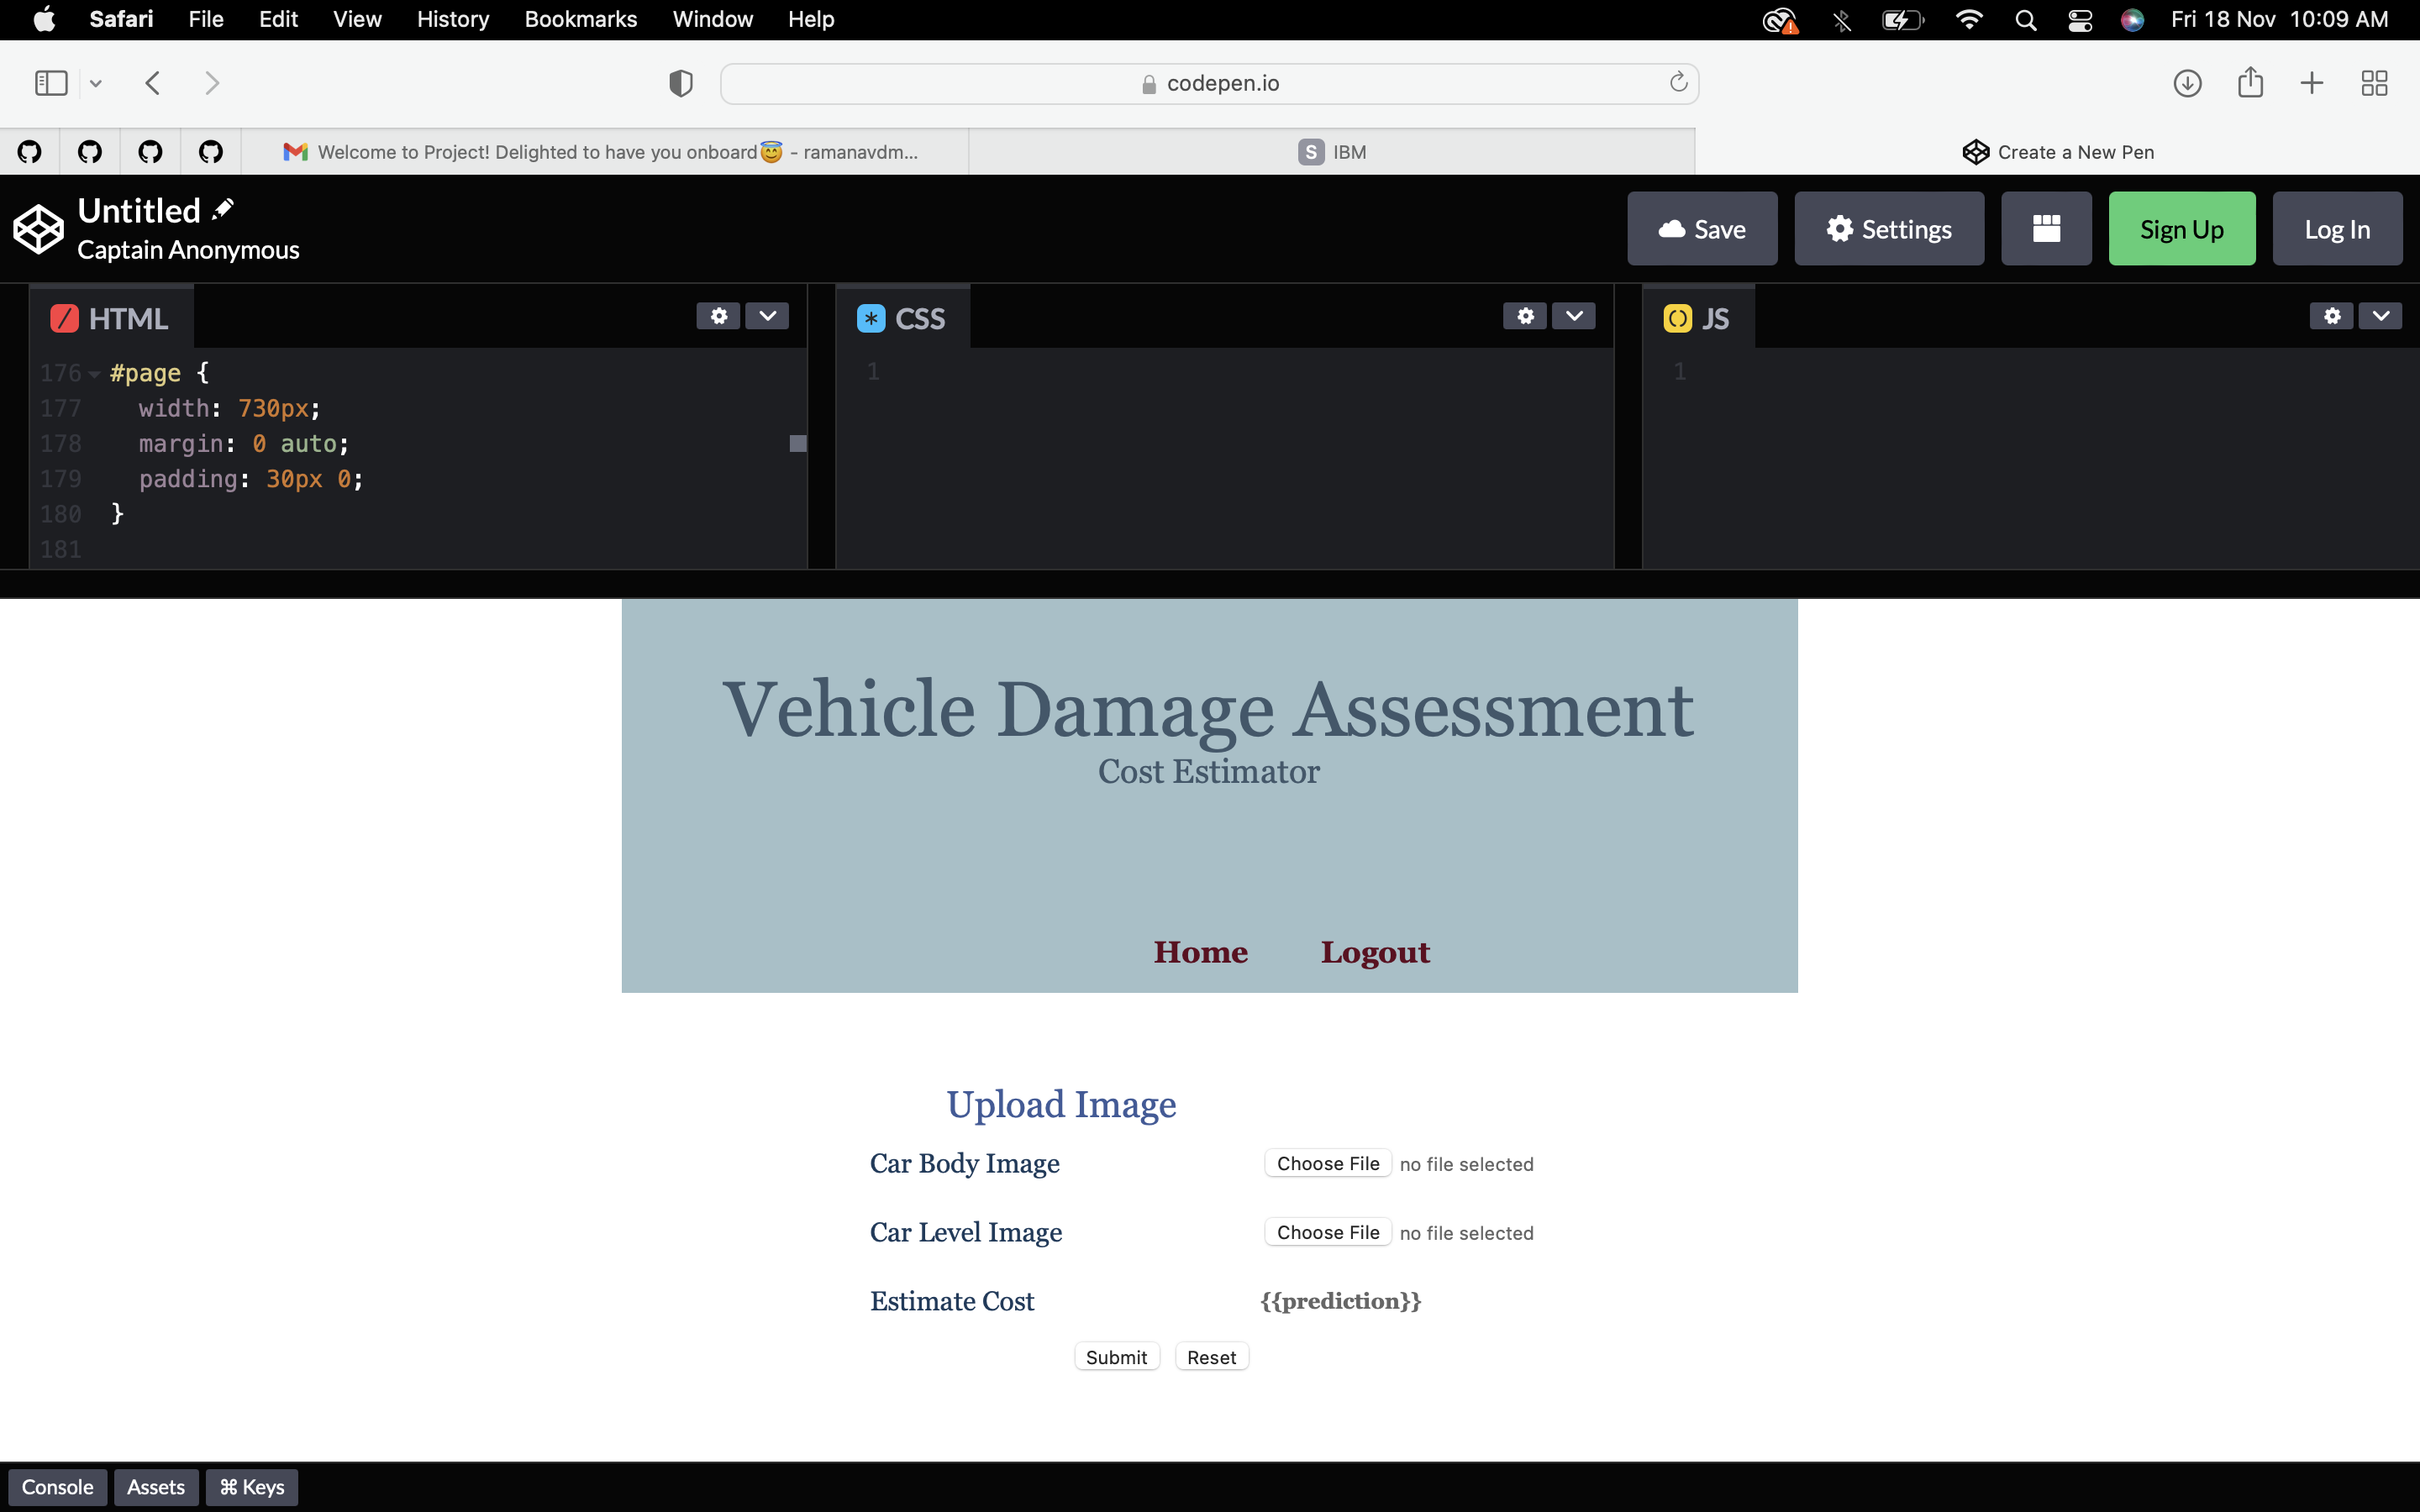 Safari File Edit View History Bookmarks Window Help Fri 18 Nov 10:09 AM
codepen.io
Welcome to Project! Delighted to have you onboard😇 - ramanavdm...
S IBM
Create a New Pen
Untitled
Captain Anonymous
Save Settings Sign Up Log In
HTML
CSS
JS
176 #page {
177 width: 730px;
178 margin: 0 auto;
179 padding: 30px 0;
180 }
181
1
1
Vehicle Damage Assessment
Cost Estimator
Home Logout
Upload Image
Car Body Image Choose File no file selected
Car Level Image Choose File no file selected
Estimate Cost {{prediction}}
Submit Reset
Console Assets ⌘ Keys